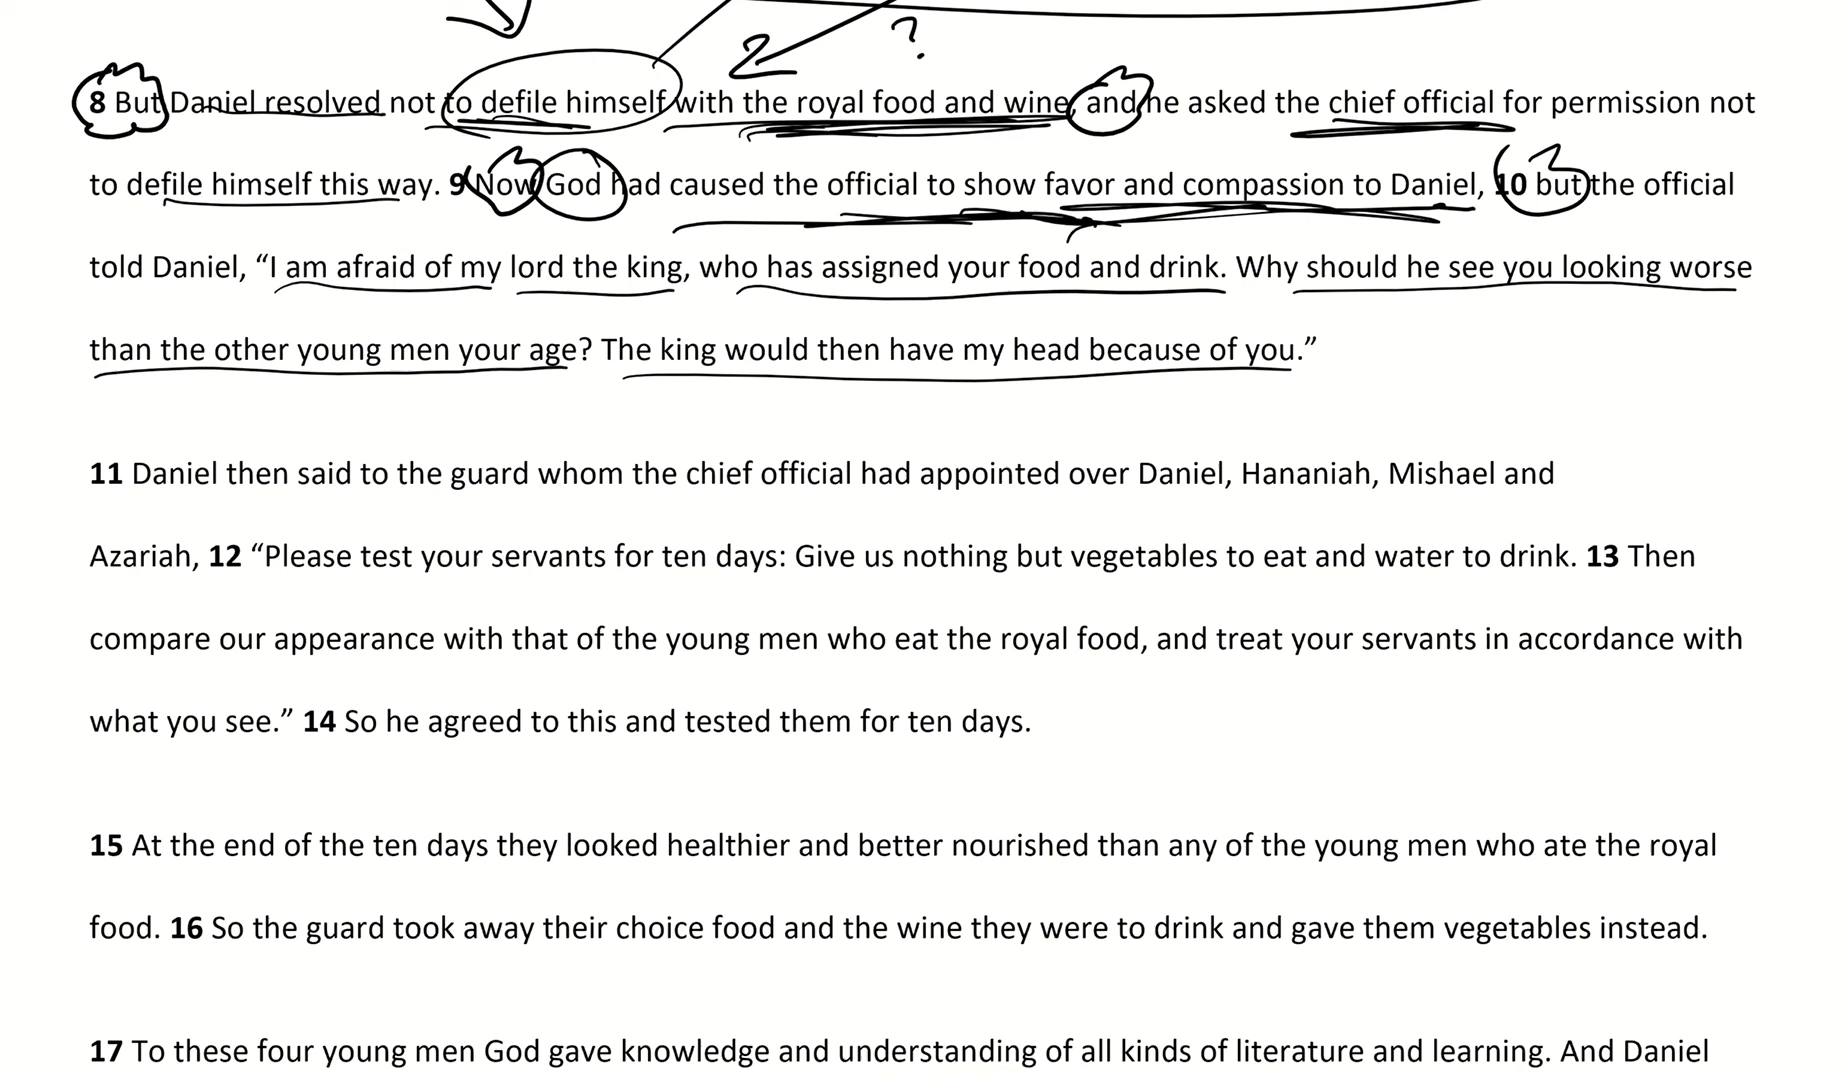 2 ?
8 But Daniel resolved not to defile himself with the royal food and wine, and he asked the chief official for permission not
to defile himself this way. 9 Now God had caused the official to show favor and compassion to Daniel, 10 but the official
told Daniel, “I am afraid of my lord the king, who has assigned your food and drink. Why should he see you looking worse
than the other young men your age? The king would then have my head because of you.”
11 Daniel then said to the guard whom the chief official had appointed over Daniel, Hananiah, Mishael and
Azariah, 12 “Please test your servants for ten days: Give us nothing but vegetables to eat and water to drink. 13 Then
compare our appearance with that of the young men who eat the royal food, and treat your servants in accordance with
what you see.” 14 So he agreed to this and tested them for ten days.
15 At the end of the ten days they looked healthier and better nourished than any of the young men who ate the royal
food. 16 So the guard took away their choice food and the wine they were to drink and gave them vegetables instead.
17 To these four young men God gave knowledge and understanding of all kinds of literature and learning. And Daniel